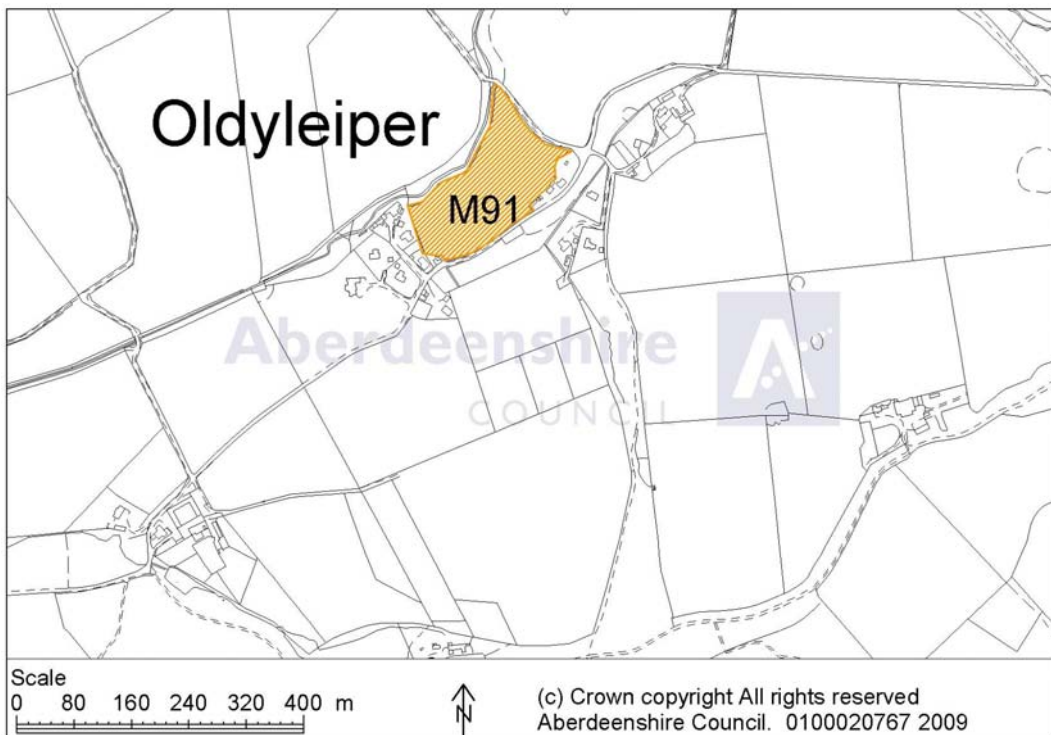 Oldyleiper
M91
Aberdeenshire
COUNCIL
Scale
0 80 160 240 320 400 m
N
(c) Crown copyright All rights reserved
Aberdeenshire Council. 0100020767 2009